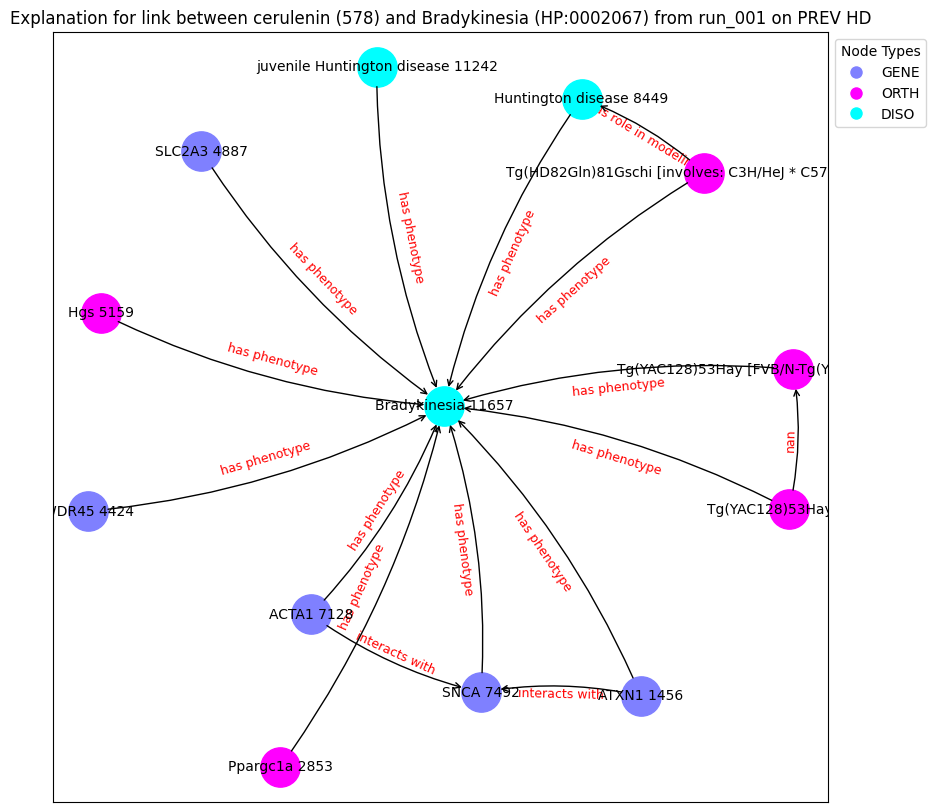 Explanation for link between cerulenin (578) and Bradykinesia (HP:0002067) from run_001 on PREV HD
Node Types
GENE
ORTH
DISO
juvenile Huntington disease 11242
Huntington disease 8449
is role in modelin
SLC2A3 4887
Tg(HD82Gln)81Gschi [involves: C3H/HeJ * C57
has phenotype
has phenotype
has phenotype
has phenotype
Hgs 5159
has phenotype
Tg(YAC128)53Hay [FVB/N-Tg(Y
has phenotype
Bradykinesia 11657
has phenotype
has phenotype
nan
/DR45 4424
Tg(YAC128)53Hay
has phenotype
has phenotype
has phenotype
has phenotype
ACTA1 7128
interacts with
SNCA 7492
interacts with
ATXN1 1456
Ppargc1a 2853